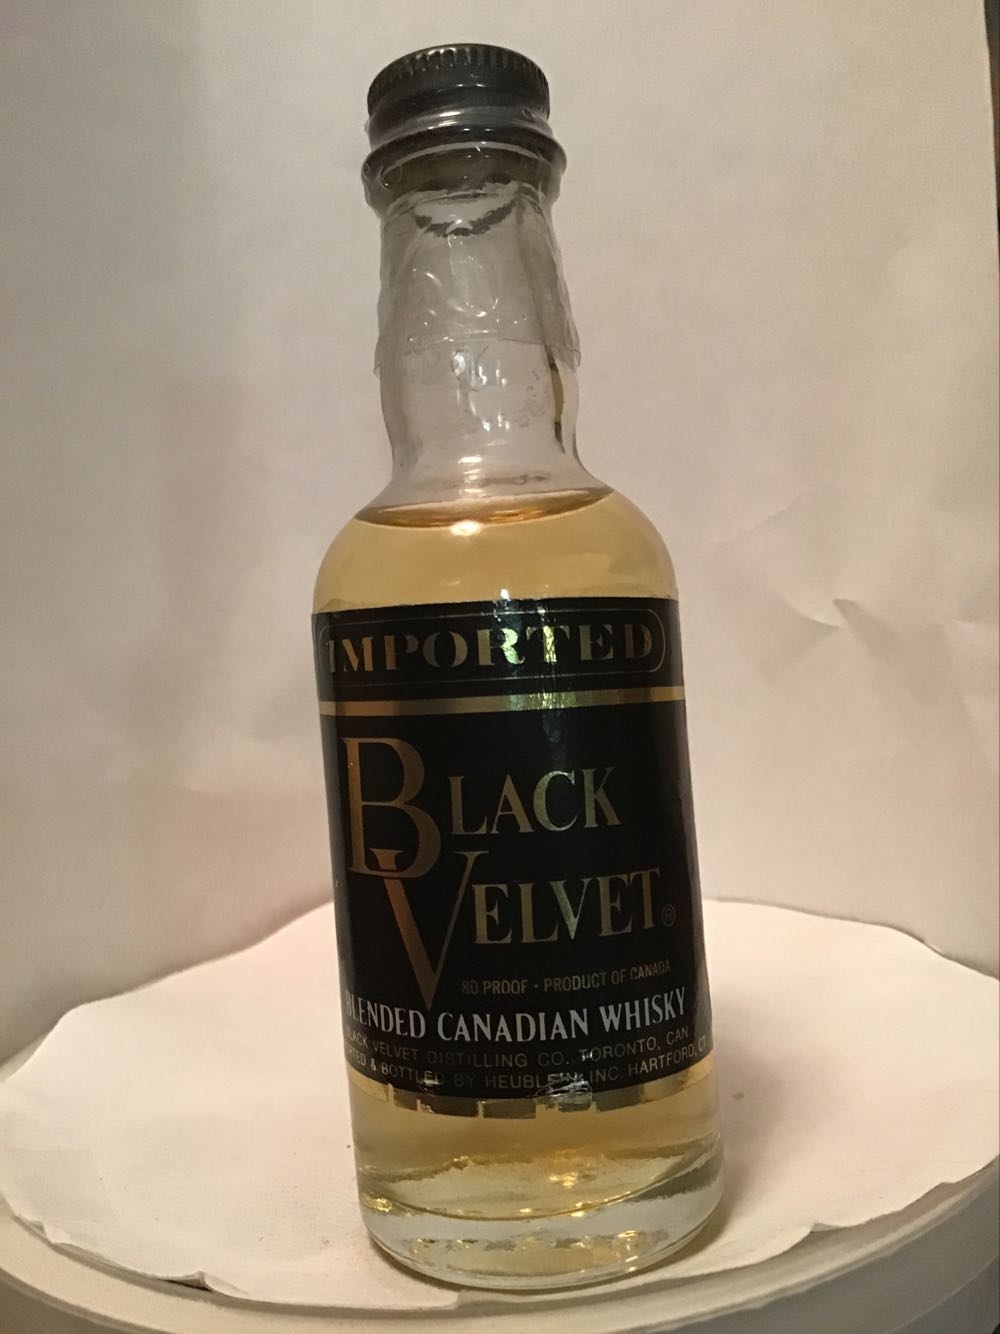 IMPORTED
BLACK
VELVET®
80 PROOF • PRODUCT OF CANADA
BLENDED CANADIAN WHISKY
BLACK VELVET DISTILLING CO. TORONTO, CAN
& BOTTLED BY HEUBLEIN, INC. HARTFORD, CT